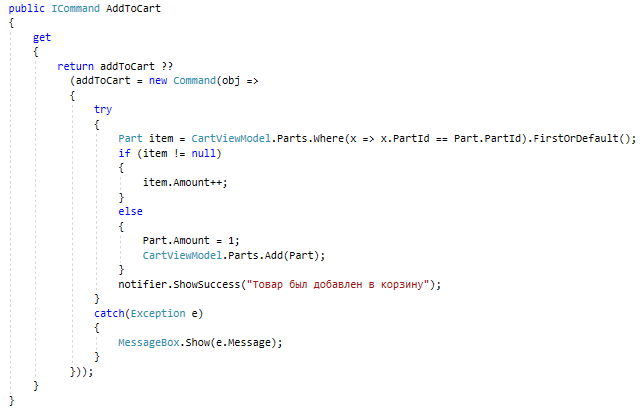 public ICommand AddToCart
{
get
{
return addToCart ??
(addToCart = new Command(obj =>
{
try
{
Part item = CartViewModel.Parts.Where(x => x.PartId == Part.PartId).FirstOrDefault();
if (item != null)
{
item.Amount++;
}
else
{
Part.Amount = 1;
CartViewModel.Parts.Add(Part);
}
notifier.ShowSuccess("Товар был добавлен в корзину");
}
catch(Exception e)
{
MessageBox.Show(e.Message);
}
}));
}
}